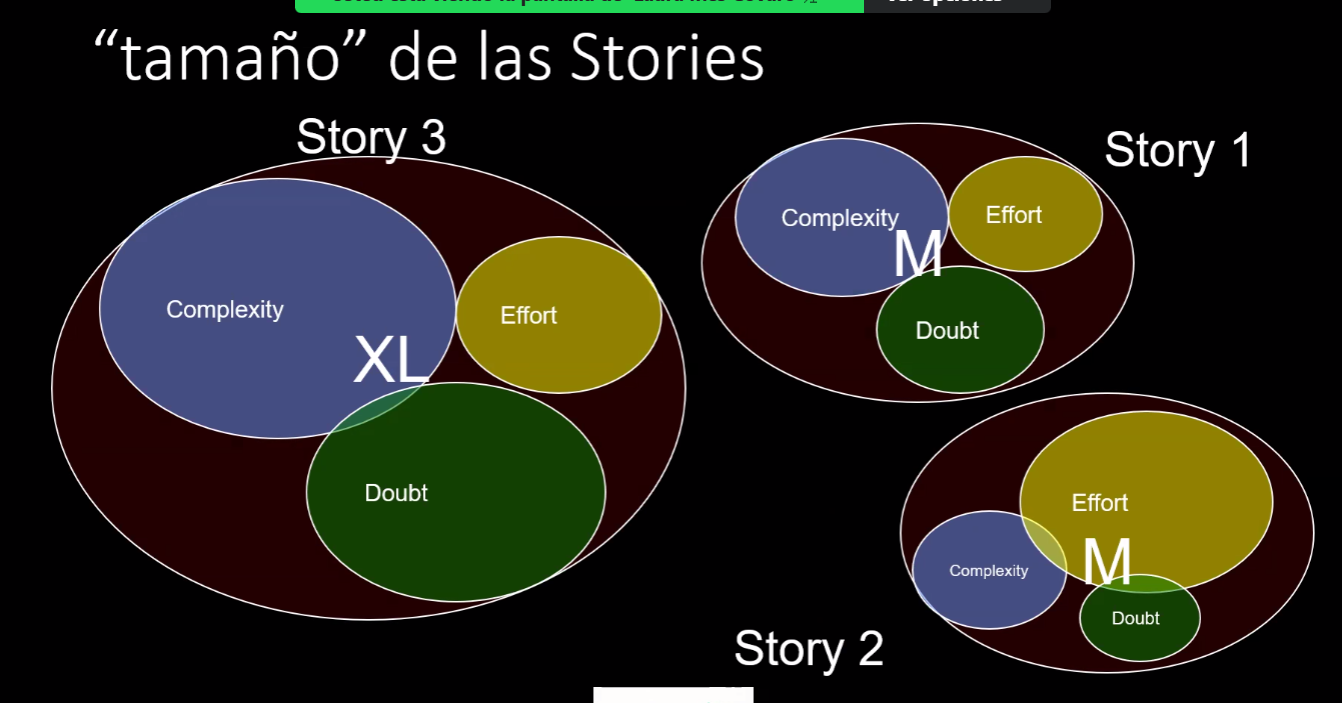 “tamaño” de las Stories
Story 3
Complexity
Effort
XL
Doubt
Story 1
Complexity
Effort
M
Doubt
Effort
Complexity
M
Doubt
Story 2